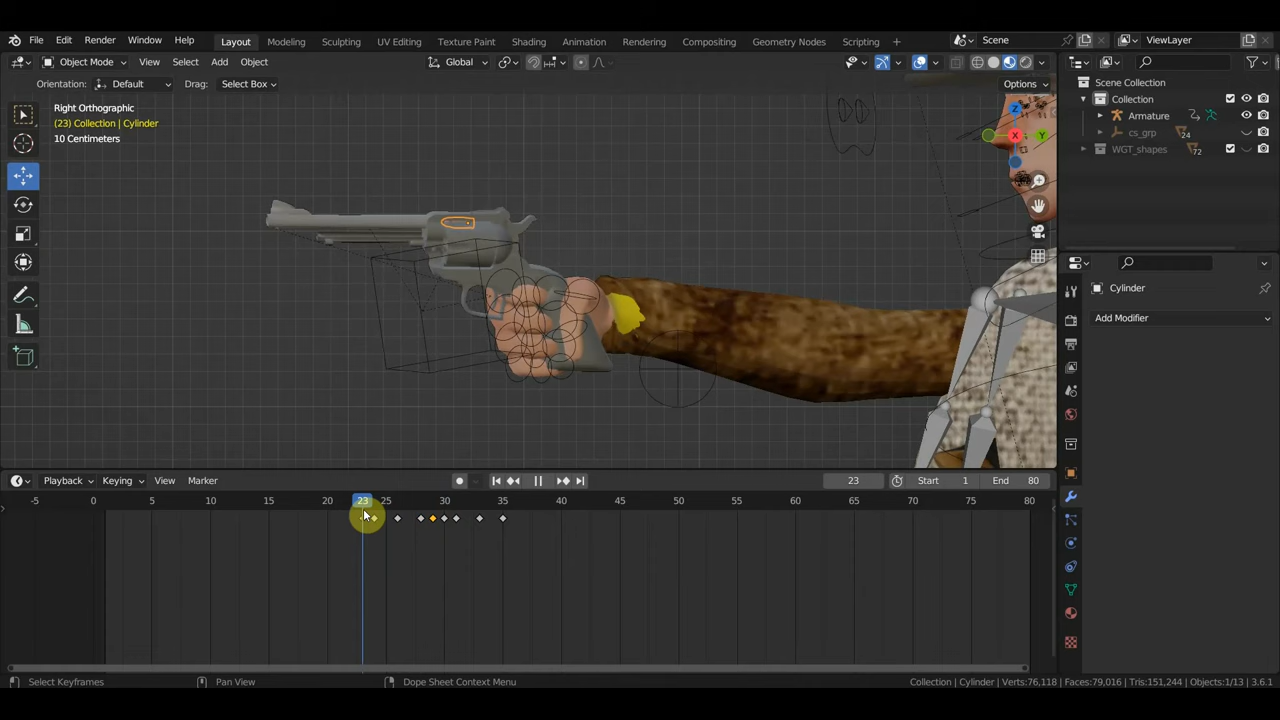 File Edit Render Window Help Layout Modeling Sculpting UV Editing Texture Paint Shading Animation Rendering Compositing Geometry Nodes Scripting + Scene ViewLayer
Object Mode View Select Add Object Global
Orientation: Default Drag: Select Box Options
Right Orthographic
(23) Collection | Cylinder
10 Centimeters
Z
X
Y
Scene Collection
Collection
Armature
cs_grp 24
WGT_shapes 72
Cylinder
Add Modifier
Playback Keying View Marker 23 Start 1 End 80
-5 0 5 10 15 20 23 25 30 35 40 45 50 55 60 65 70 75 80
Select Keyframes Pan View Dope Sheet Context Menu Collection | Cylinder | Verts:76,118 | Faces:79,016 | Tris:151,244 | Objects:1/13 | 3.6.1